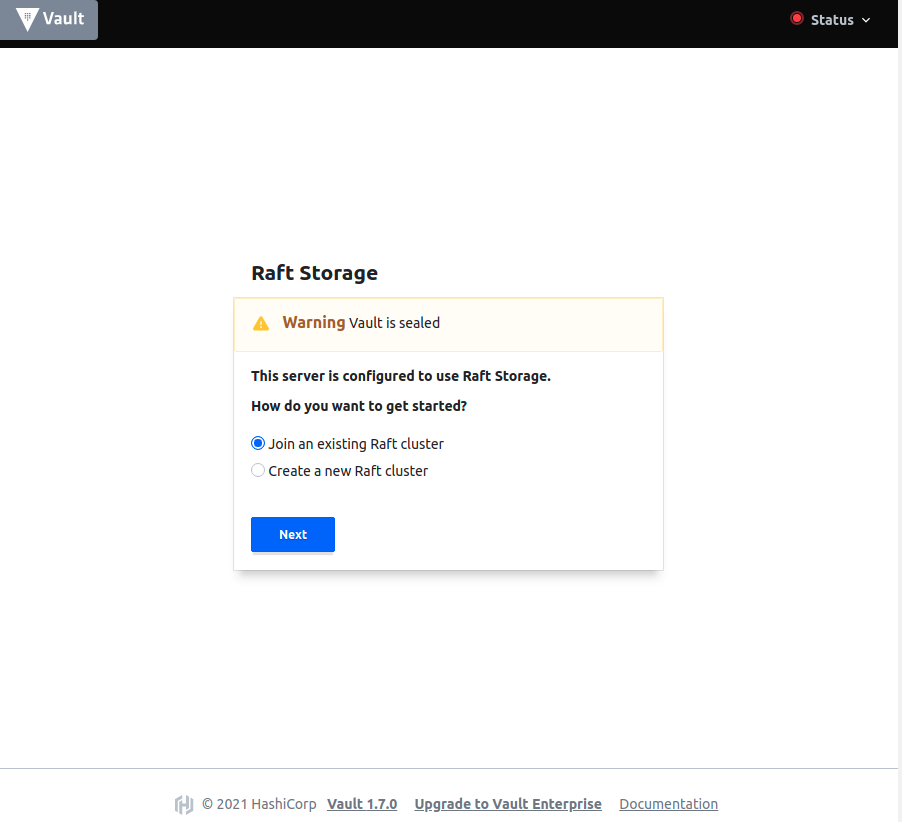 Vault
Status
Raft Storage
Warning Vault is sealed
This server is configured to use Raft Storage.
How do you want to get started?
Join an existing Raft cluster
Create a new Raft cluster
Next
© 2021 HashiCorp Vault 1.7.0 Upgrade to Vault Enterprise Documentation